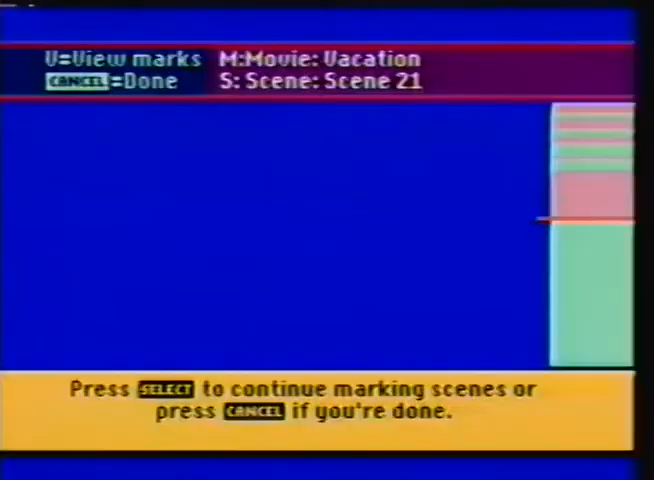 V=View marks M:Movie: Vacation
CANCEL=Done S: Scene: Scene 21
Press SELECT to continue marking scenes or
press CANCEL if you're done.